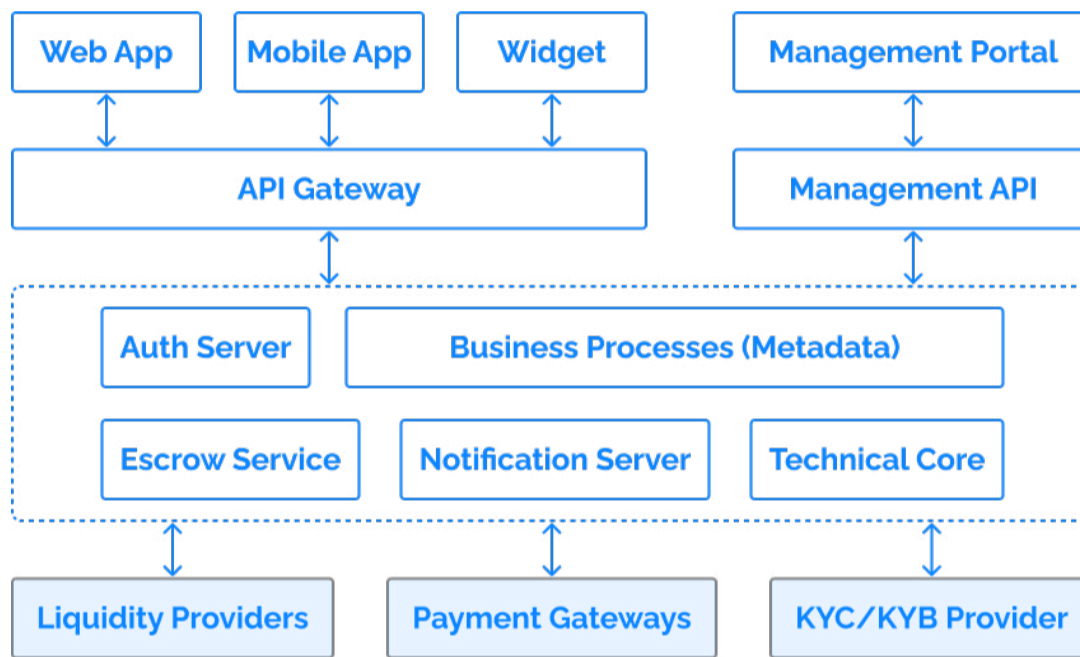 Web App
Mobile App
Widget
Management Portal
API Gateway
Management API
Auth Server
Business Processes (Metadata)
Escrow Service
Notification Server
Technical Core
Liquidity Providers
Payment Gateways
KYC/KYB Provider